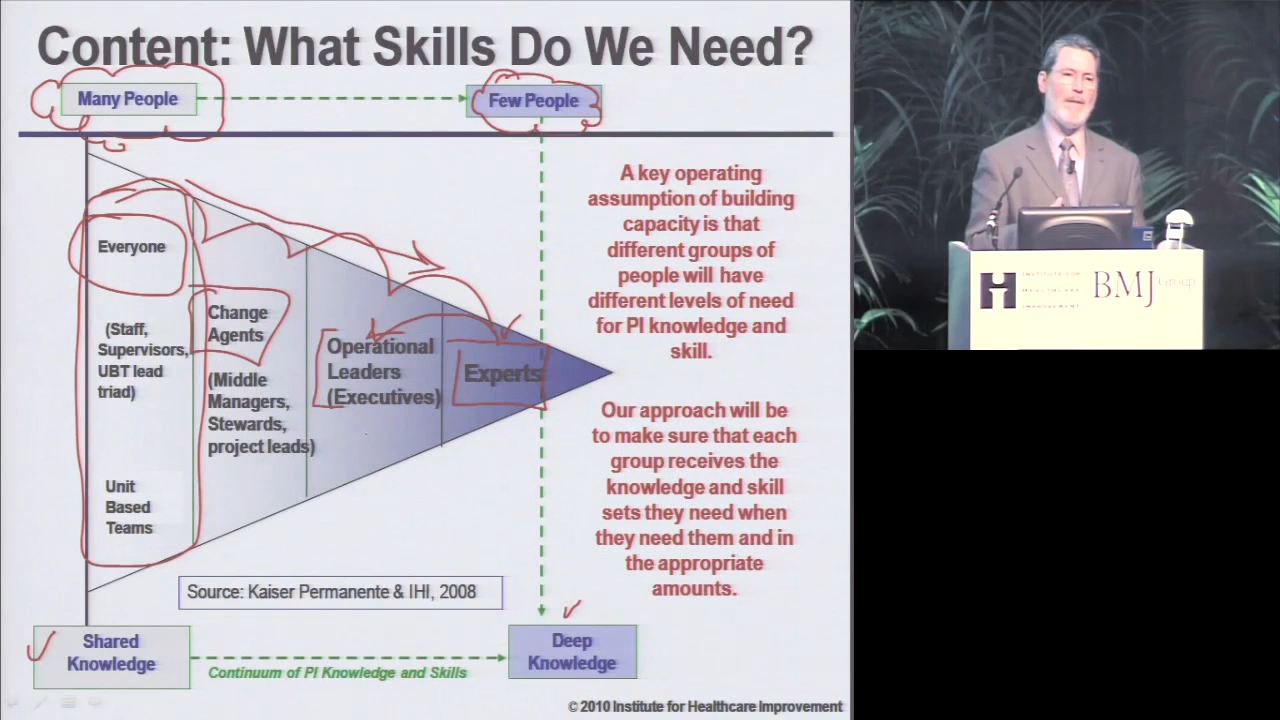 Content: What Skills Do We Need?
Many People
Few People
Everyone
(Staff,
Supervisors,
UBT lead
triad)
Unit
Based
Teams
Change
Agents
(Middle
Managers,
Stewards,
project leads)
Operational
Leaders
(Executives)
Experts
A key operating
assumption of building
capacity is that
different groups of
people will have
different levels of need
for PI knowledge and
skill.
Our approach will be
to make sure that each
group receives the
knowledge and skill
sets they need when
they need them and in
the appropriate
amounts.
Source: Kaiser Permanente & IHI, 2008
Shared
Knowledge
Continuum of PI Knowledge and Skills
Deep
Knowledge
© 2010 Institute for Healthcare Improvement
INSTITUTE FOR
HEALTHCARE
IMPROVEMENT
BMJ Group